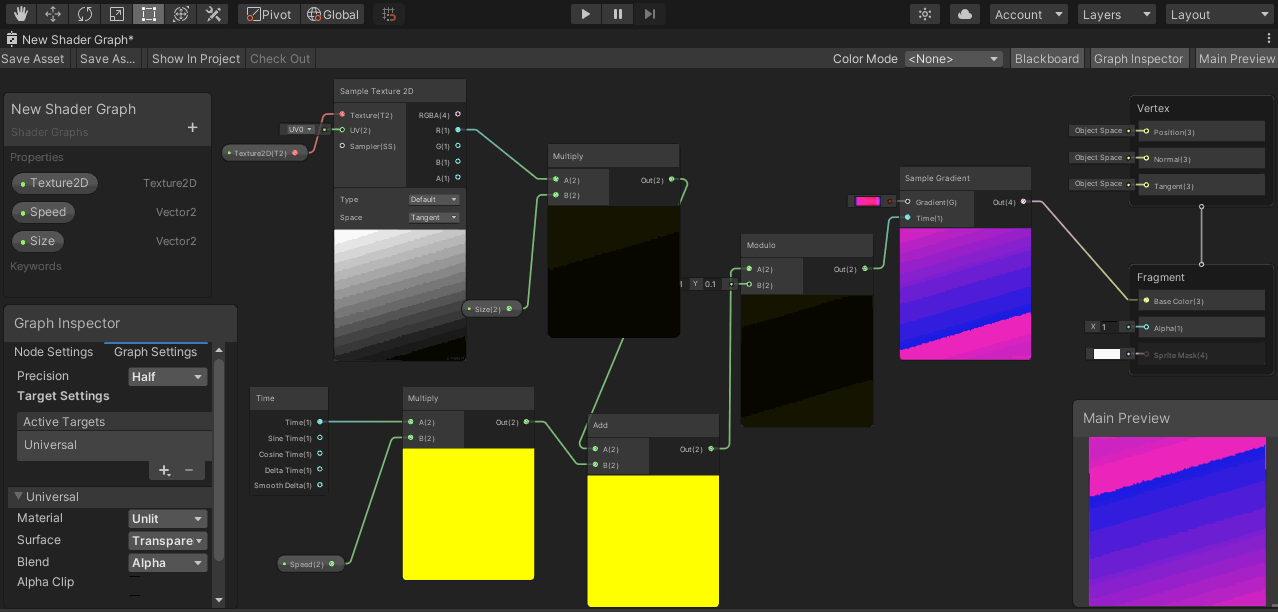 Pivot Global Account Layers Layout
New Shader Graph*
Save Asset Save As... Show In Project Check Out Color Mode <None> Blackboard Graph Inspector Main Preview
New Shader Graph
Shader Graphs
+
Properties
Texture2D Texture2D
Speed Vector2
Size Vector2
Keywords
Graph Inspector
Node Settings Graph Settings
Precision Half
Target Settings
Active Targets
Universal
+ −
Universal
Material Unlit
Surface Transpare
Blend Alpha
Alpha Clip
Texture2D(T2)
UV0
Sample Texture 2D
Texture(T2) RGBA(4)
UV(2) R(1)
Sampler(SS) G(1)
B(1)
A(1)
Type Default
Space Tangent
Size(2)
Multiply
A(2) Out(2)
B(2)
Time
Time(1)
Sine Time(1)
Cosine Time(1)
Delta Time(1)
Smooth Delta(1)
Speed(2)
Multiply
A(2) Out(2)
B(2)
Add
A(2) Out(2)
B(2)
1 Y 0.1
Modulo
A(2) Out(2)
B(2)
Sample Gradient
Gradient(G) Out(4)
Time(1)
Vertex
Object Space Position(3)
Object Space Normal(3)
Object Space Tangent(3)
Fragment
Base Color(3)
X 1 Alpha(1)
Sprite Mask(4)
Main Preview